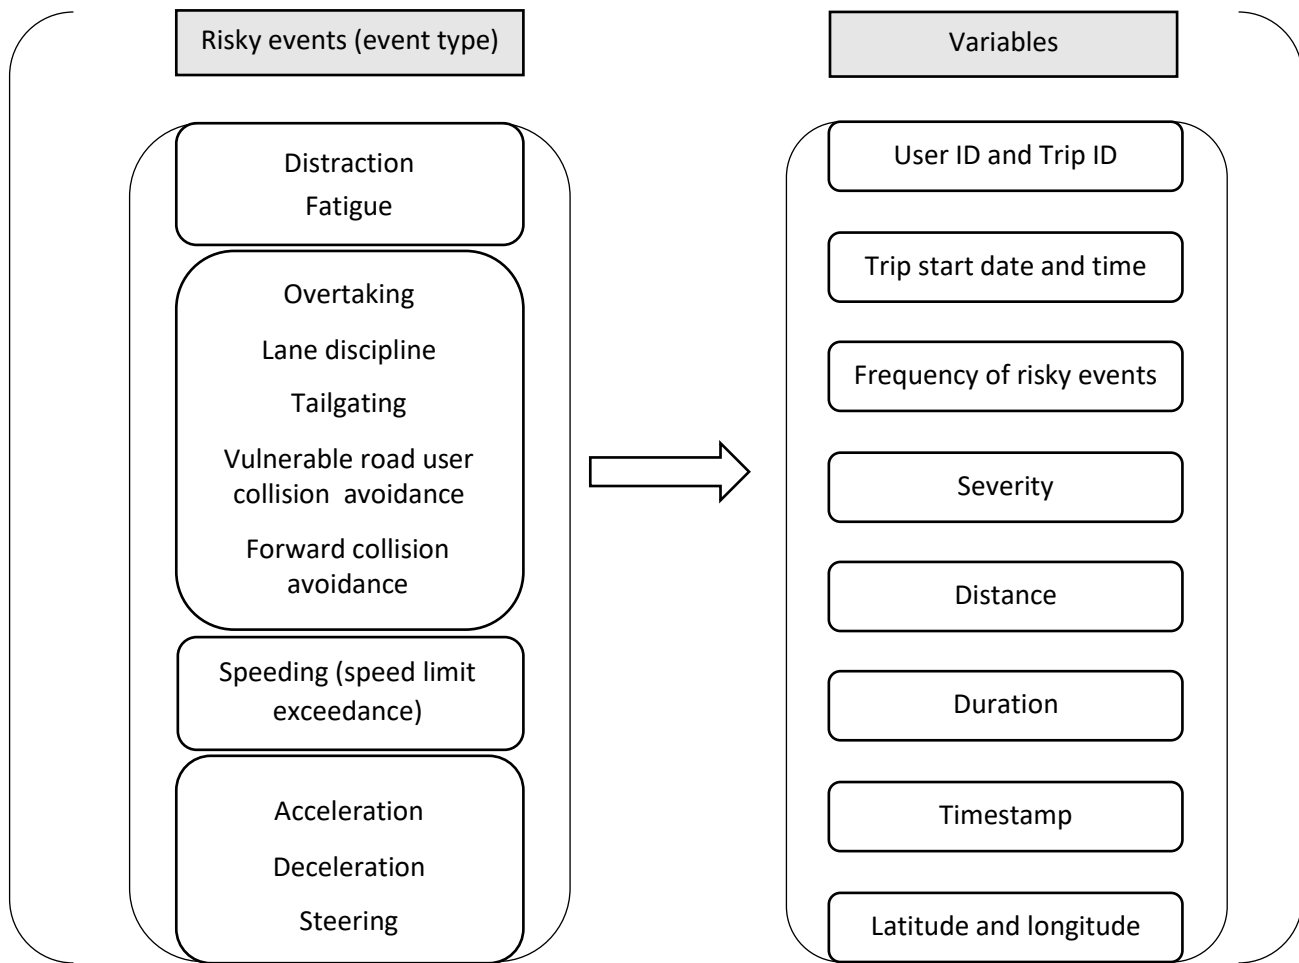 Risky events (event type)
Distraction
Fatigue
Overtaking
Lane discipline
Tailgating
Vulnerable road user
collision  avoidance
Forward collision
avoidance
Speeding (speed limit
exceedance)
Acceleration
Deceleration
Steering
Variables
User ID and Trip ID
Trip start date and time
Frequency of risky events
Severity
Distance
Duration
Timestamp
Latitude and longitude